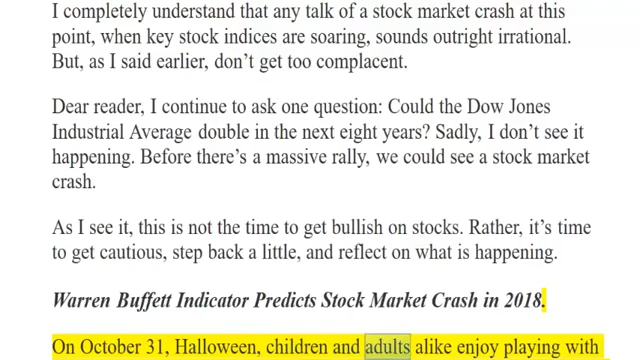 I completely understand that any talk of a stock market crash at this
point, when key stock indices are soaring, sounds outright irrational.
But, as I said earlier, don't get too complacent.
Dear reader, I continue to ask one question: Could the Dow Jones
Industrial Average double in the next eight years? Sadly, I don't see it
happening. Before there's a massive rally, we could see a stock market
crash.
As I see it, this is not the time to get bullish on stocks. Rather, it's time
to get cautious, step back a little, and reflect on what is happening.
Warren Buffett Indicator Predicts Stock Market Crash in 2018.
On October 31, Halloween, children and adults alike enjoy playing with